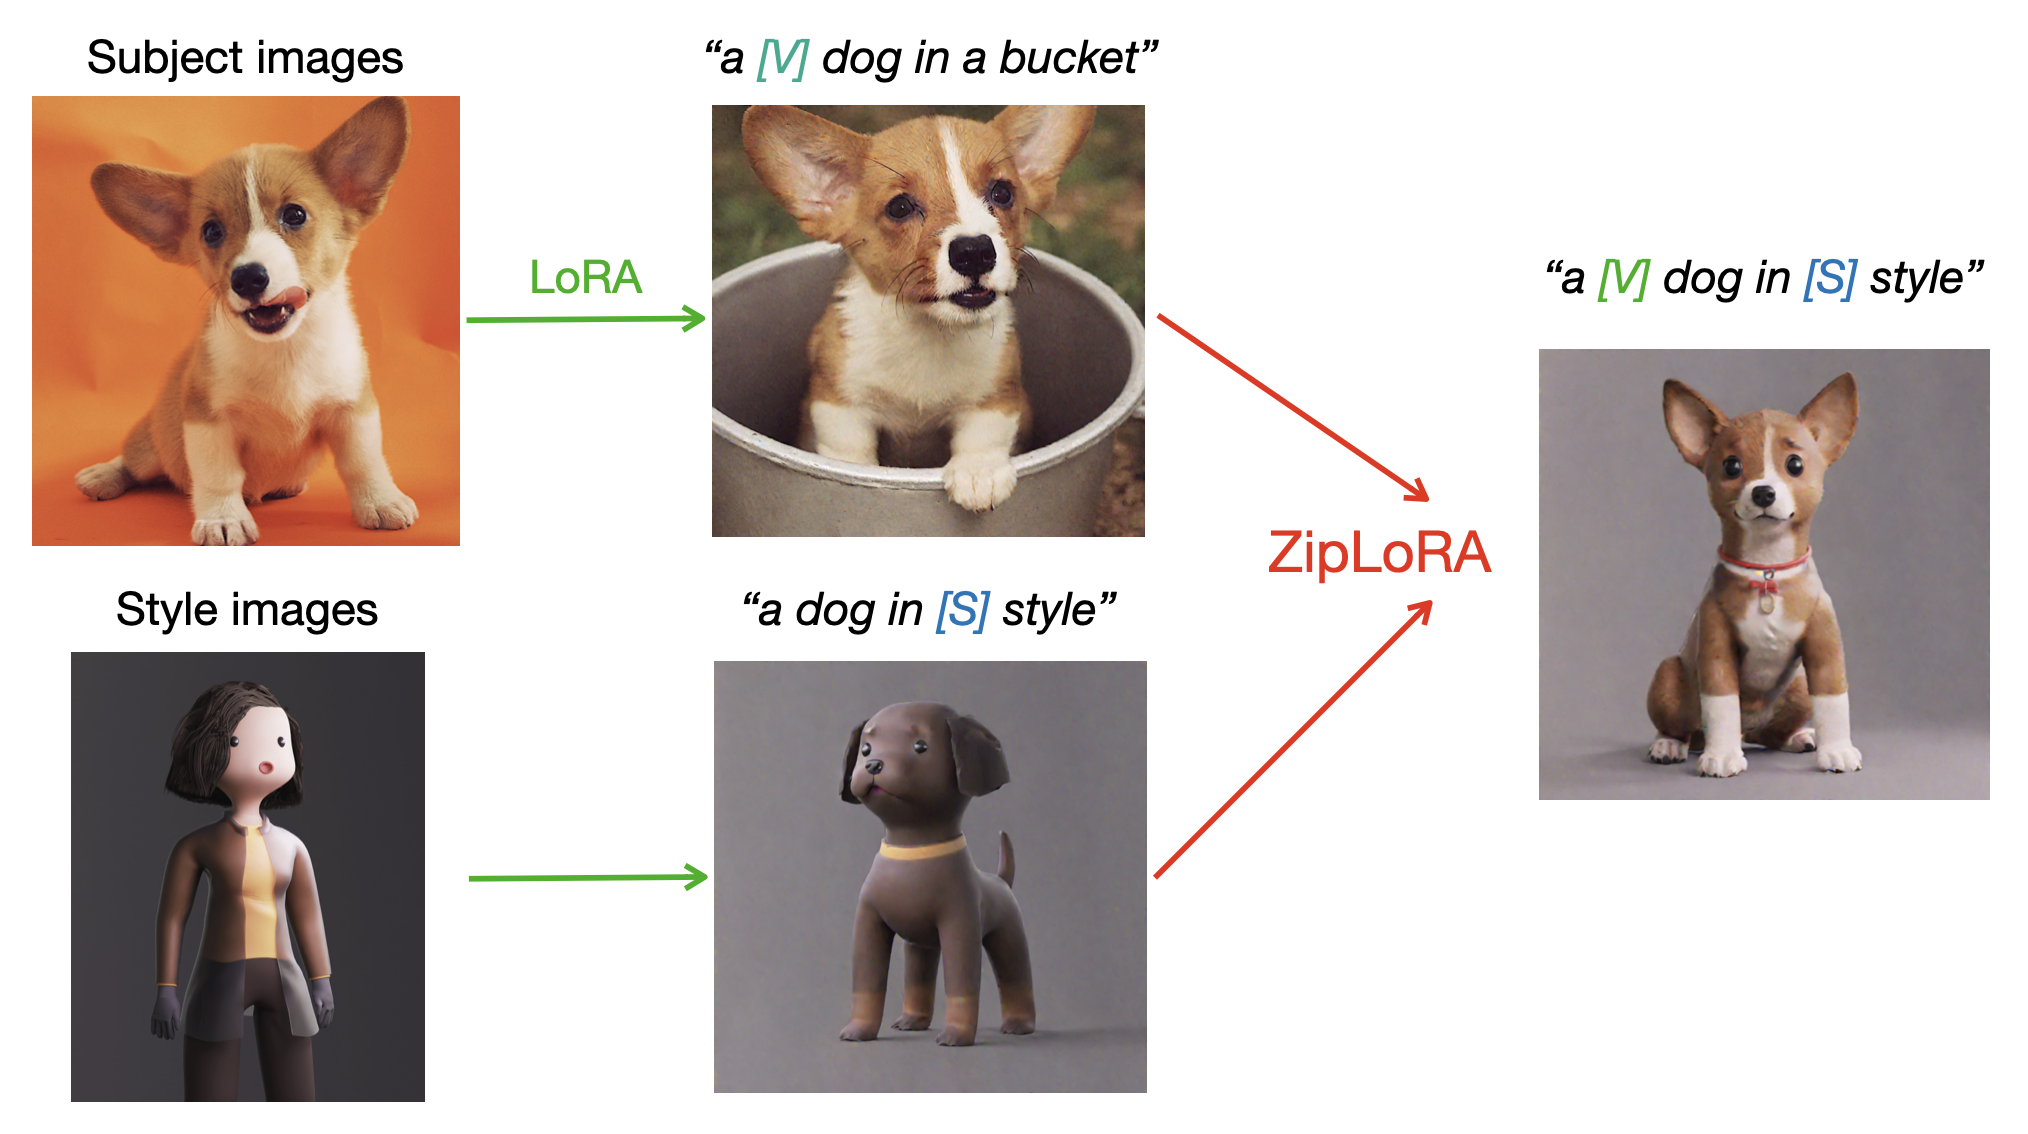 Subject images
“a [V] dog in a bucket”
LoRA
“a [V] dog in [S] style”
ZipLoRA
Style images
“a dog in [S] style”